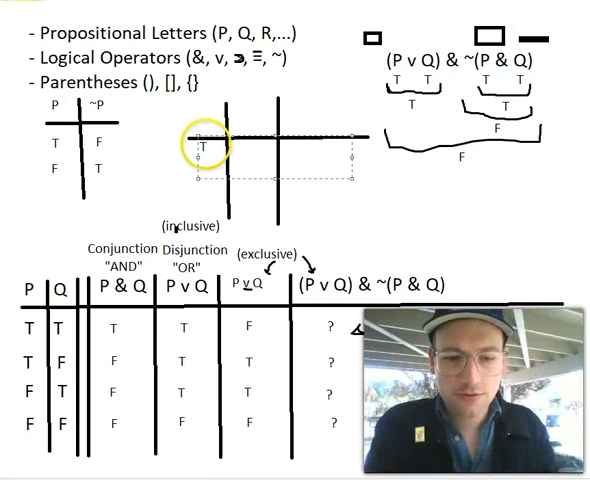 - Propositional Letters (P, Q, R,...)
- Logical Operators (&, v, ⊃, ≡, ~)
- Parentheses (), [], {}
(P v Q) & ~(P & Q)
T T T T
T T
F
F
P ~P
T F
F T
T
(inclusive)
Conjunction Disjunction (exclusive)
"AND" "OR"
P Q P & Q P v Q P v Q (P v Q) & ~(P & Q)
T T T T F ?
T F F T T ?
F T F T T ?
F F F F F ?